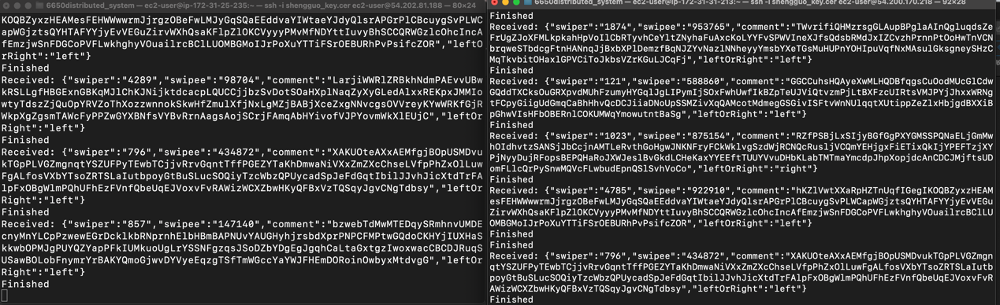 6650distributed_system — ec2-user@ip-172-31-25-235:~ — ssh -i shengguo_key.cer ec2-user@54.202.81.188 — 80×24
KOQBZyxzHEAMesFEHWWwwrmJjrgzOBeFwLMJyGqSQaEEddvaYIWtaeYJdyQlsrAPGrPlCBcuygSvPLWC
apWGjztsQYHTAFYYjyEvVEGuZirvWXhQsaKFlpZlOKCVyyyPMvMfNDYttIuvyBhSCCQRWGzlcOhcIncA
fEmzjwSnFDGCoPVFLwkhghyVOuailrcBClLUOMBGMoIJrPoXuYTTiFSrOEBURhPvPsifcZOR","leftO
rRight":"left"}
Finished
Received: {"swiper":"4289","swipee":"98704","comment":"LarjiWWRlZRBkhNdmPAEvvUBw
kRSLLgfHBGExnGBKqMJlChKJNijktdcacpLQUCCjjbzSvDotSOaHXplNaqZyXyGLedAlxxREKpxJMMIo
wtyTdszZjQuOpYRVZoThXozzwnnokSkwHfZmulXfjNxLgMZjBABjXceZxgNNvcgsOVVreyKYwWRKfGjR
WkpXgZgsmTAWcFyPPZwGYXBNfsVYBvRrnAagsAojSCrjFAmqAbHYivofVJPYovmWkXlEUjC","leftOr
Right":"left"}
Finished
Received: {"swiper":"796","swipee":"434872","comment":"XAKUOteAXxAEMfgjBOpUSMDvu
kTGpPLVGZmgnqtYSZUFPyTEwbTCjjvRrvGqntTffPGEZYTaKhDmwaNiVXxZmZXcChseLVfpPhZxOlLuw
FgALfosVXbYTsoZRTSLaIutbpoyGtBuSLucSOQiyTzcWbzQPUycadSpJeFdGqtIbilJJvhJicXtdTrFA
lpFxOBgWlmPQhUFhEzFVnfQbeUqEJVoxvFvRAWizWCXZbwHKyQFBxVzTQSqyJgvCNgTdbsy","leftOr
Right":"left"}
Finished
Received: {"swiper":"857","swipee":"147140","comment":"bzwebTdMwMTEDqySRmhnvUMDE
cnyMnYLCpPzwewEGrDcklkbRNprnhElbHBmBAPNUvYAUGHyhjrsbdXprPNPCFMPtwGQdoCKHYjIUXHaS
kkwbOPMJgPUYQZYapPFkIUMkuoUgLrYSSNFgzqsJSoDZbYDgEgJgqhCaLtaGxtgzIwoxwacCBCDJRuqS
USawBOLobFnymrYrBAKYQmoGjwvDYVyeEqzgTSfTmWGccYaYWJFHEmDORoinOwbyxMtdvgG","leftOr
Right":"left"}
Finished
6650distributed_system — ec2-user@ip-172-31-31-213:~ — ssh -i shengguo_key.cer ec2-user@54.200.170.218 — 92×28
Finished
Received: {"swiper":"1874","swipee":"953765","comment":"TWvrifiQHMzrsgGLAupBPglaAInQgluqdsZe
FrUgZJoXFMLkpkahHpVoIlCbRTyvhCeYltZNyhaFuAxcKoLYYFvSPWVIneXJfsQdsbRMdJxIZCvzhPrnnPtOoHwTnVCN
brqweSTbdcgFtnHANnqJjBxbXPlDemzfBqNJZYvNazlNNheyyYmsbYXeTGsMuHUPnYOHIpuVqfNxMAsulGksgneySHzC
MqTkvbitOHaxlGPVCiToJkbsVZrKGuLJCqFj","leftOrRight":"left"}
Finished
Received: {"swiper":"121","swipee":"588860","comment":"GGCCuhsHQAyeXwMLHQDBfqgsCuOodMUcGlCdw
GQddTXCksOuGRXpvdMUhFzumyHYGqlJgLIPymIjSOxFwhUwfIkBZpTeUJViQtvzmPjLtBXFzcUIRtsVMJPYjJhxxWRNg
tFCpyGiigUdGmqCaBhHhvQcDCJiiaDNoUpSSMZivXqQAMcotMdmegGSGivISFtvWnNUlqqtXUtippZeZlxHbjgdBXXiB
pGhwVIsHFbOBERnlCOKUMWqYmowutntBaSg","leftOrRight":"left"}
Finished
Received: {"swiper":"1023","swipee":"875154","comment":"RZfPSBjLxSIjyBGfGgPXYGMSSPQNaELjGmMw
hOIdhvtzSANSjJbCcjnAMTLeRvthGoHgwJNKNFryFCkWklvgSzdWjRCNQcRusljVCQmYEHjgxFiETixQkIjYPEFTzjXY
PjNyyDujRFopsBEPQHaRoJXWJeslBvGkdLCHeKaxYYEEftTUUYVvuDHbKLabTMTmaYmcdpJhpXopjdcAnCDCJMjftsUD
omFLlcQrPySnwMQVcFLwbudEpnQSlSvhVoCo","leftOrRight":"right"}
Finished
Received: {"swiper":"4785","swipee":"922910","comment":"hKZlVwtXXaRpHZTnUqfIGegIKOQBZyxzHEAM
esFEHWWwwrmJjrgzOBeFwLMJyGqSQaEEddvaYIWtaeYJdyQlsrAPGrPlCBcuygSvPLWCapWGjztsQYHTAFYYjyEvVEGu
ZirvWXhQsaKFlpZlOKCVyyyPMvMfNDYttIuvyBhSCCQRWGzlcOhcIncAfEmzjwSnFDGCoPVFLwkhghyVOuailrcBClLU
OMBGMoIJrPoXuYTTiFSrOEBURhPvPsifcZOR","leftOrRight":"left"}
Finished
Finished
Received: {"swiper":"796","swipee":"434872","comment":"XAKUOteAXxAEMfgjBOpUSMDvukTGpPLVGZmgn
qtYSZUFPyTEwbTCjjvRrvGqntTffPGEZYTaKhDmwaNiVXxZmZXcChseLVfpPhZxOlLuwFgALfosVXbYTsoZRTSLaIutb
poyGtBuSLucSOQiyTzcWbzQPUycadSpJeFdGqtIbilJJvhJicXtdTrFAlpFxOBgWlmPQhUFhEzFVnfQbeUqEJVoxvFvR
AWizWCXZbwHKyQFBxVzTQSqyJgvCNgTdbsy","leftOrRight":"left"}
Finished